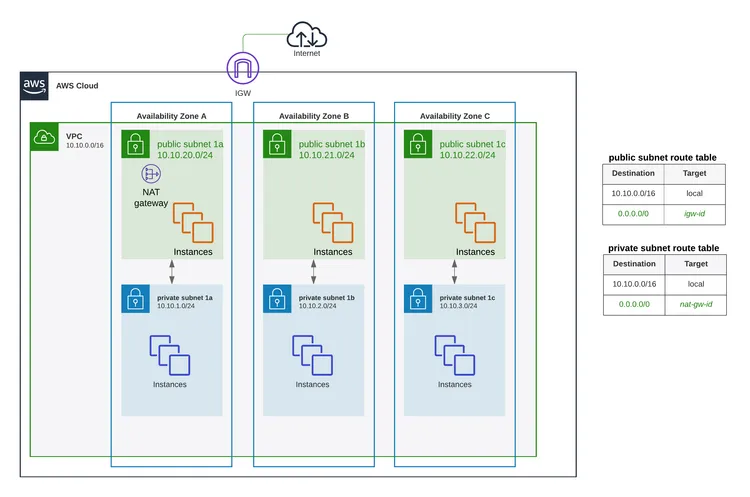 Internet
IGW
aws
AWS Cloud
Availability Zone A
Availability Zone B
Availability Zone C
VPC
10.10.0.0/16
public subnet 1a
10.10.20.0/24
public subnet 1b
10.10.21.0/24
public subnet 1c
10.10.22.0/24
NAT
gateway
Instances
Instances
Instances
private subnet 1a
10.10.1.0/24
private subnet 1b
10.10.2.0/24
private subnet 1c
10.10.3.0/24
Instances
Instances
Instances
public subnet route table
Destination Target
10.10.0.0/16 local
0.0.0.0/0 igw-id
private subnet route table
Destination Target
10.10.0.0/16 local
0.0.0.0/0 nat-gw-id